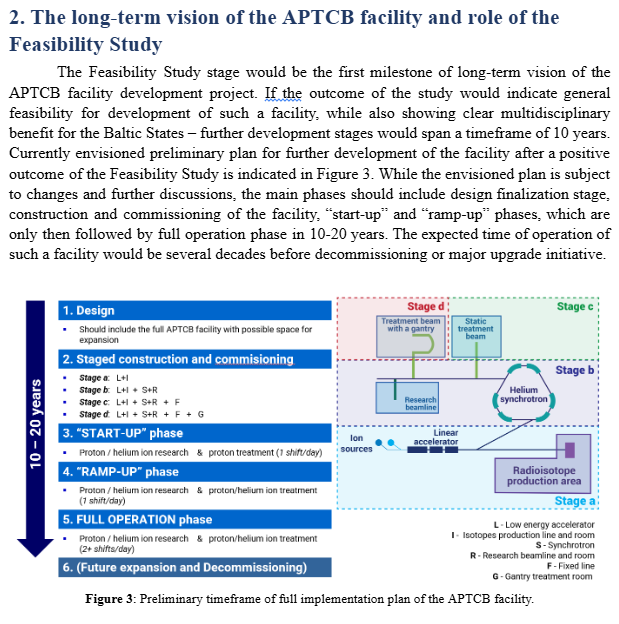 2. The long-term vision of the APTCB facility and role of the
Feasibility Study
The Feasibility Study stage would be the first milestone of long-term vision of the
APTCB facility development project. If the outcome of the study would indicate general
feasibility for development of such a facility, while also showing clear multidisciplinary
benefit for the Baltic States – further development stages would span a timeframe of 10 years.
Currently envisioned preliminary plan for further development of the facility after a positive
outcome of the Feasibility Study is indicated in Figure 3. While the envisioned plan is subject
to changes and further discussions, the main phases should include design finalization stage,
construction and commissioning of the facility, “start-up” and “ramp-up” phases, which are
only then followed by full operation phase in 10-20 years. The expected time of operation of
such a facility would be several decades before decommissioning or major upgrade initiative.
10 – 20 years
1. Design
▪ Should include the full APTCB facility with possible space for
expansion
2. Staged construction and commisioning
▪ Stage a: L+I
▪ Stage b: L+I + S+R
▪ Stage c: L+I + S+R + F
▪ Stage d: L+I + S+R + F + G
3. “START-UP” phase
▪ Proton / helium ion research & proton treatment (1 shift/day)
4. “RAMP-UP” phase
▪ Proton / helium ion research & proton/helium ion treatment
(1 shift/day)
5. FULL OPERATION phase
▪ Proton / helium ion research & proton/helium ion treatment
(2+ shifts/day)
6. (Future expansion and Decommissioning)
Stage d
Stage c
Treatment beam
with a gantry
Static
treatment
beam
Stage b
Research
beamline
Helium
synchrotron
Ion
sources
Linear
accelerator
Radioisotope
production area
Stage a
L - Low energy accelerator
I - Isotopes production line and room
S - Synchrotron
R - Research beamline and room
F - Fixed line
G - Gantry treatment room
Figure 3: Preliminary timeframe of full implementation plan of the APTCB facility.